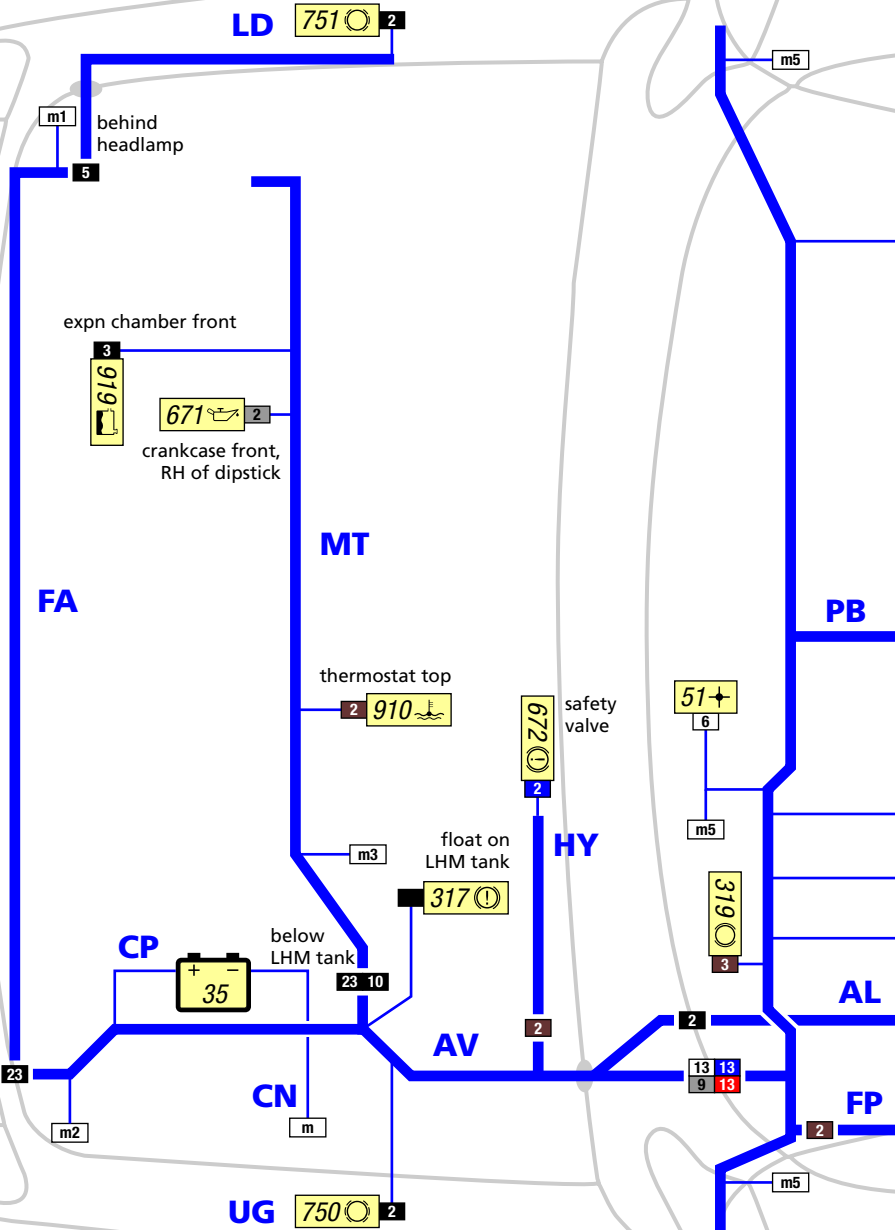 LD
751 2
m5
m1
behind
headlamp
5
expn chamber front
3
919
671 2
crankcase front,
RH of dipstick
MT
FA
PB
thermostat top
2 910
672
2
safety
valve
51
6
m5
float on
LHM tank
HY
m3
317
319
3
CP
below
LHM tank
+ −
35
23 10
AL
2
2
AV
13 13
9 13
23
CN
m
m2
FP
2
m5
UG
750 2